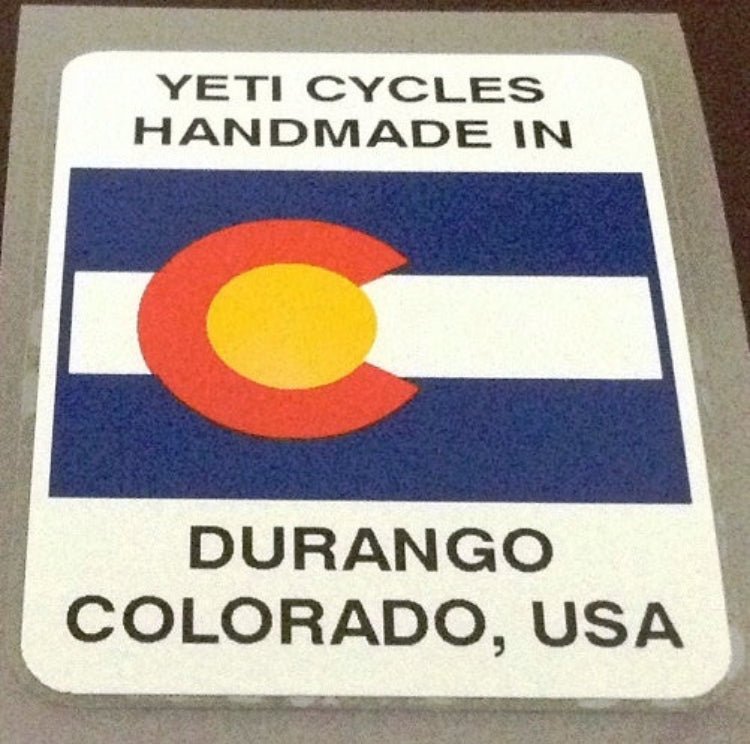 YETI CYCLES
HANDMADE IN
DURANGO
COLORADO, USA